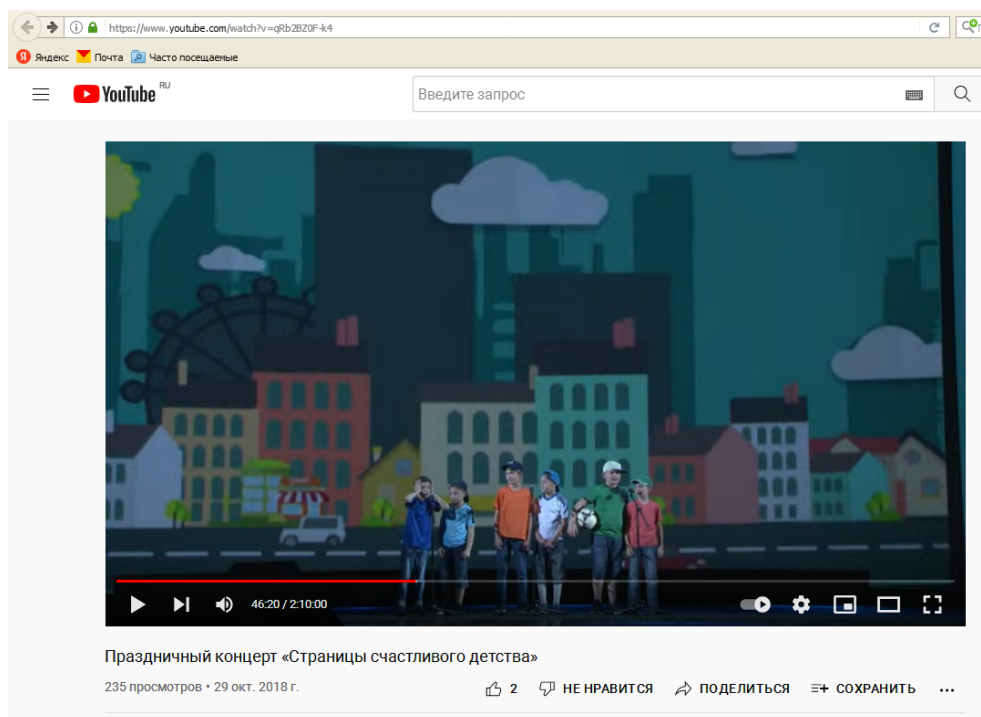 https://www.youtube.com/watch?v=qRb2BZ0F-k4
Яндекс Почта Часто посещаемые
YouTube RU
Введите запрос
46:20 / 2:10:00
Праздничный концерт «Страницы счастливого детства»
235 просмотров • 29 окт. 2018 г.
2 НЕ НРАВИТСЯ ПОДЕЛИТЬСЯ СОХРАНИТЬ